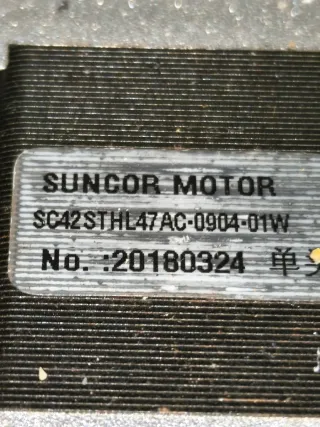 SUNCOR MOTOR
SC42STHL47AC-0904-01W
No. :20180324 单